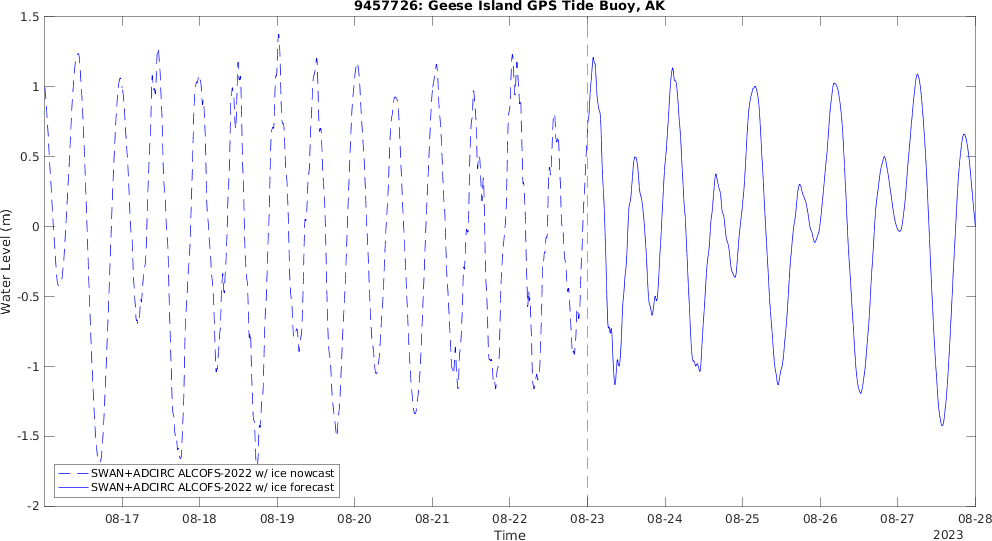 9457726: Geese Island GPS Tide Buoy, AK
Water Level (m)
1.5
1
0.5
0
-0.5
-1
-1.5
-2
SWAN+ADCIRC ALCOFS-2022 w/ ice nowcast
SWAN+ADCIRC ALCOFS-2022 w/ ice forecast
08-17 08-18 08-19 08-20 08-21 08-22 08-23 08-24 08-25 08-26 08-27 08-28
Time
2023